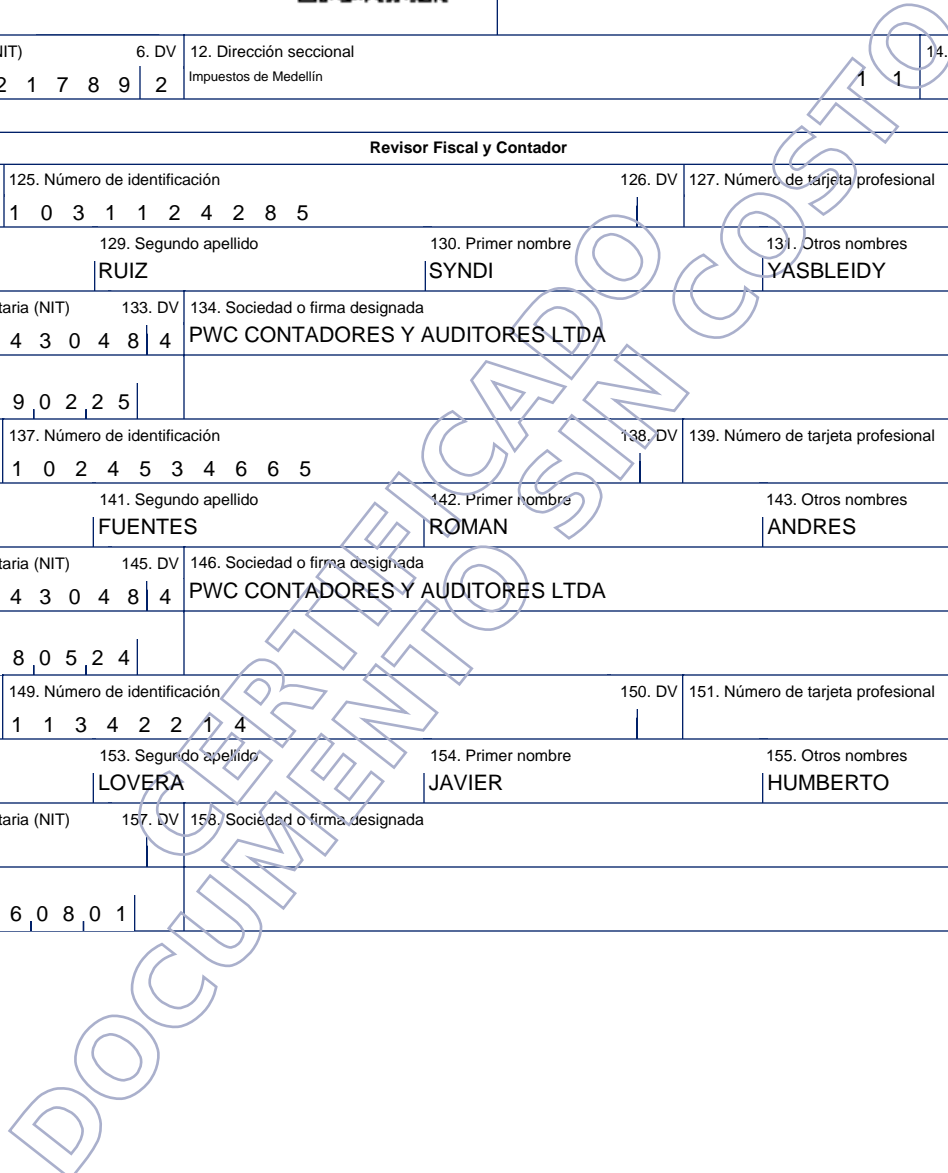 NIT) 6. DV 12. Dirección seccional 14.
2 1 7 8 9 2 Impuestos de Medellín 1 1
Revisor Fiscal y Contador
125. Número de identificación 126. DV 127. Número de tarjeta profesional
1 0 3 1 1 2 4 2 8 5
129. Segundo apellido 130. Primer nombre 131. Otros nombres
RUIZ SYNDI YASBLEIDY
taria (NIT) 133. DV 134. Sociedad o firma designada
4 3 0 4 8 4 PWC CONTADORES Y AUDITORES LTDA
9 0 2 2 5
137. Número de identificación 138. DV 139. Número de tarjeta profesional
1 0 2 4 5 3 4 6 6 5
141. Segundo apellido 142. Primer nombre 143. Otros nombres
FUENTES ROMAN ANDRES
taria (NIT) 145. DV 146. Sociedad o firma designada
4 3 0 4 8 4 PWC CONTADORES Y AUDITORES LTDA
8 0 5 2 4
149. Número de identificación 150. DV 151. Número de tarjeta profesional
1 1 3 4 2 2 1 4
153. Segundo apellido 154. Primer nombre 155. Otros nombres
LOVERA JAVIER HUMBERTO
taria (NIT) 157. DV 158. Sociedad o firma designada
6 0 8 0 1
CERTIFICADO
DOCUMENTO SIN COSTO